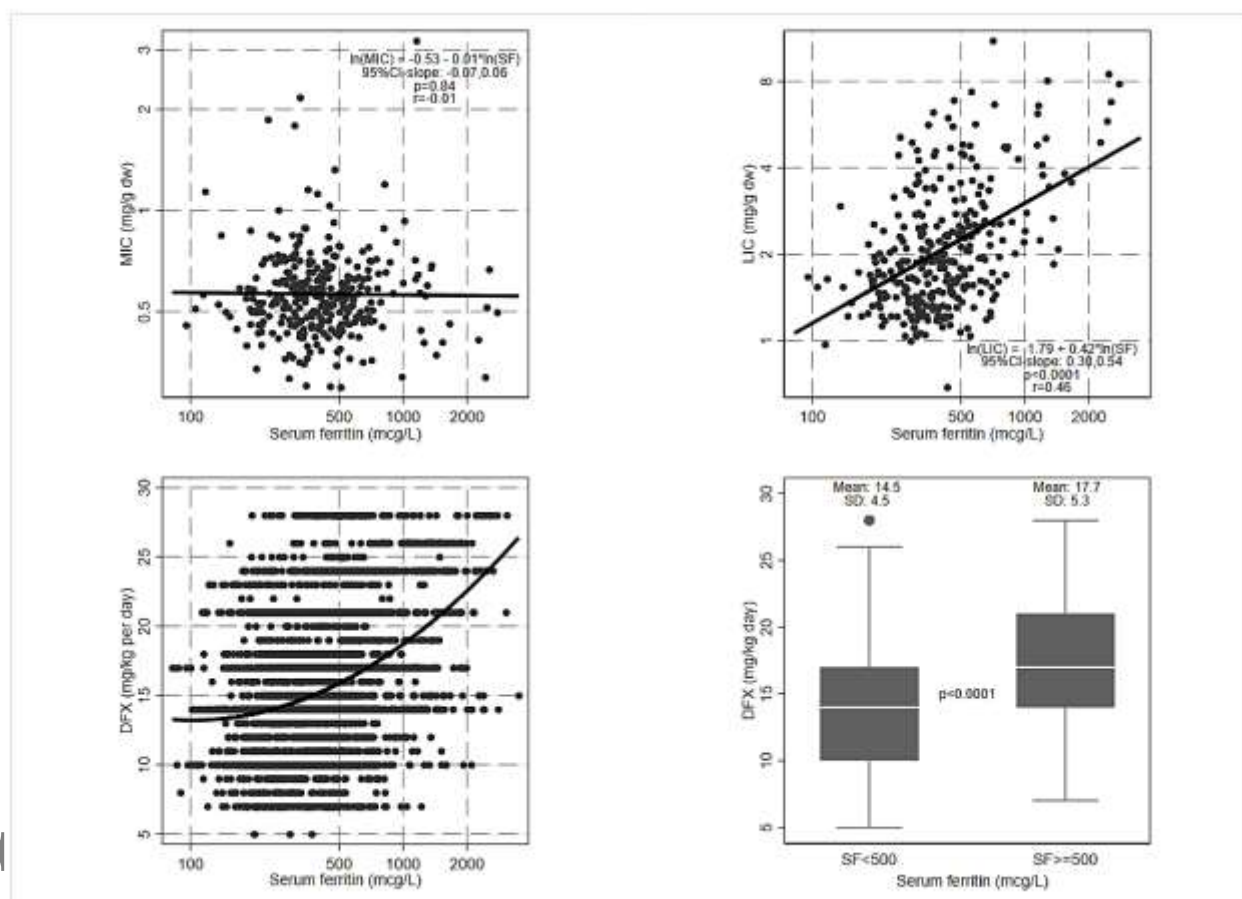 3
2
1
0.5
MIC (mg/g dw)
ln(MIC) = -0.53 - 0.01*ln(SF)
95%CI-slope: -0.07,0.06
p=0.84
r=-0.01
100 500 1000 2000
Serum ferritin (mcg/L)
8
4
2
1
LIC (mg/g dw)
ln(LIC) = 1.79 + 0.42*ln(SF)
95%CI-slope: 0.30,0.54
p<0.0001
r=0.46
100 500 1000 2000
Serum ferritin (mcg/L)
30
25
20
15
10
5
DFX (mg/kg per day)
100 500 1000 2000
Serum ferritin (mcg/L)
30
25
20
15
10
5
DFX (mg/kg day)
Mean: 14.5
SD: 4.5
Mean: 17.7
SD: 5.3
p<0.0001
SF<500 SF>=500
Serum ferritin (mcg/L)